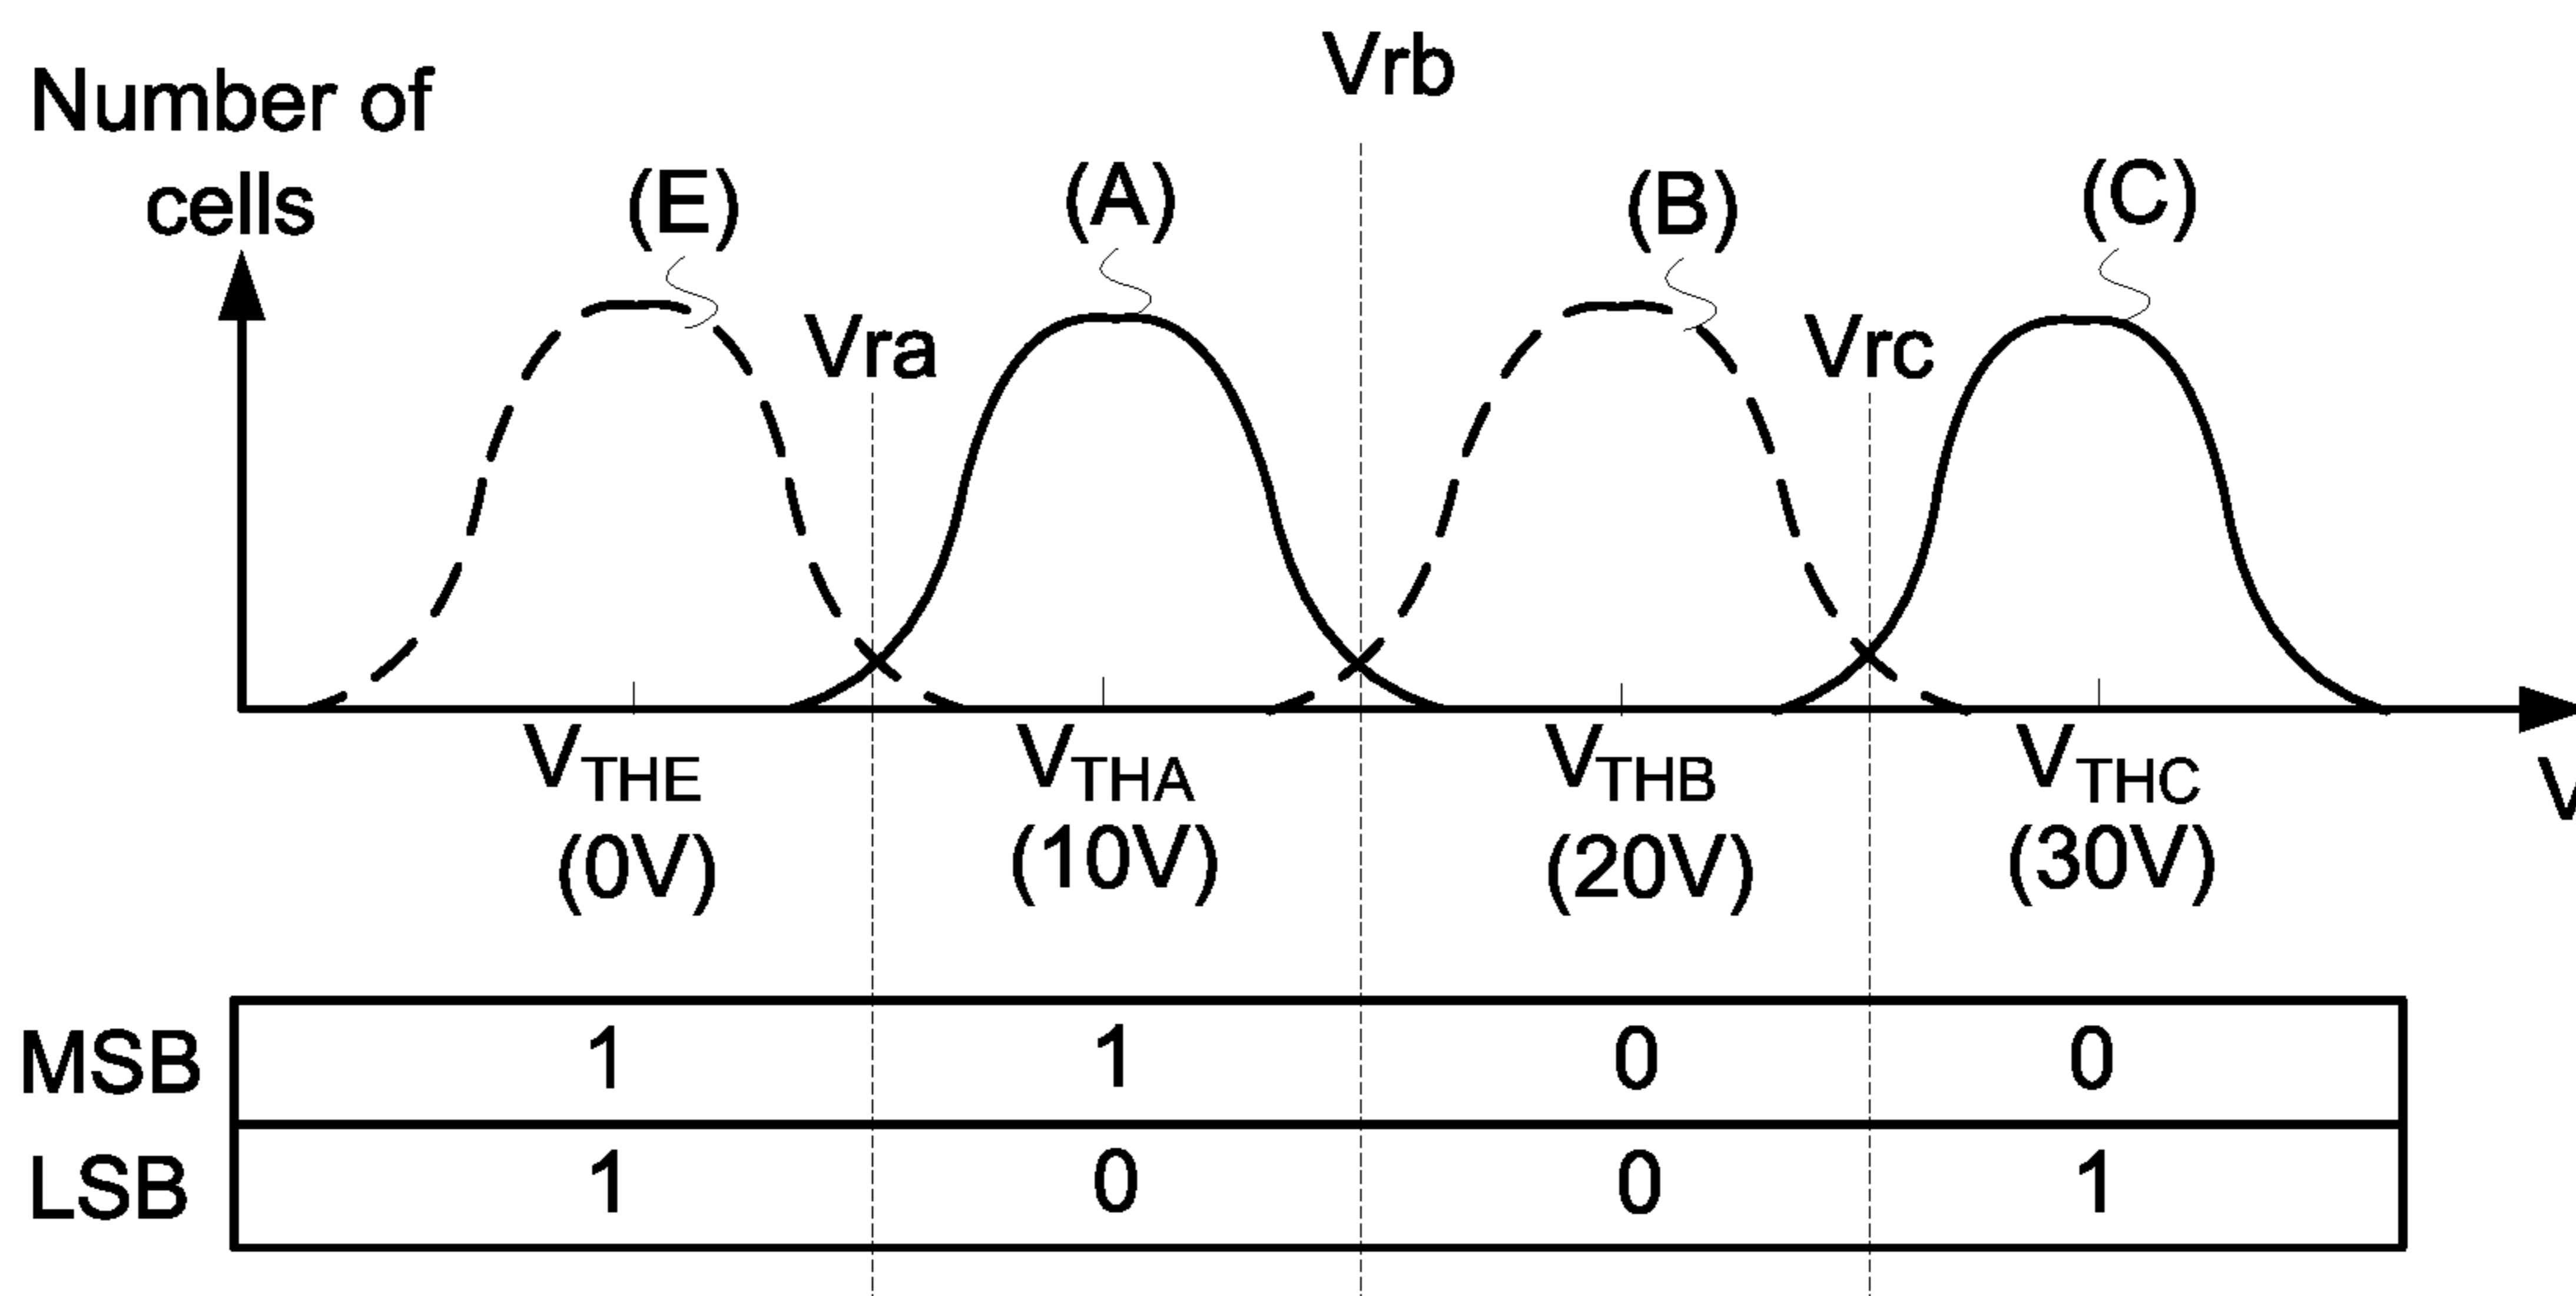 Number of
cells
Vrb
(E)
(A)
(B)
(C)
Vra
Vrc
VTHE
(0V)
VTHA
(10V)
VTHB
(20V)
VTHC
(30V)
MSB 1 1 0 0
LSB 1 0 0 1